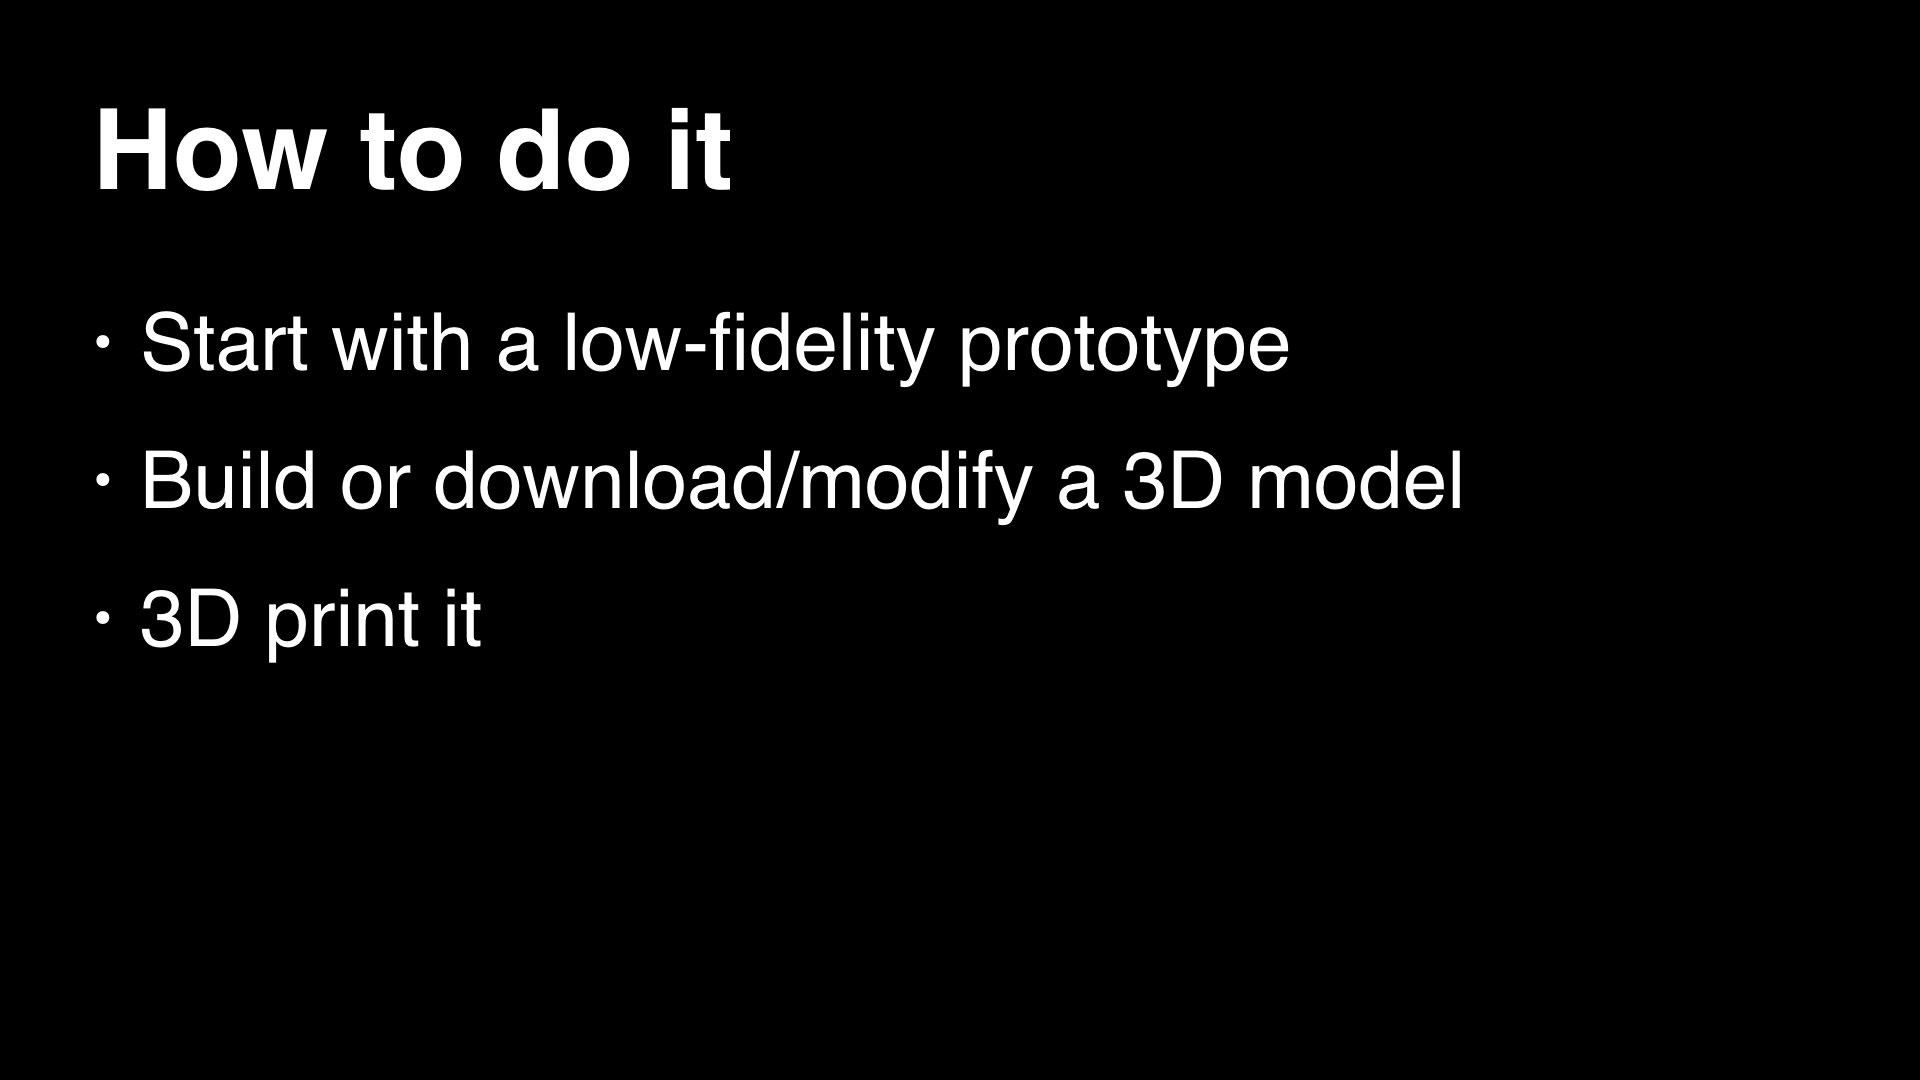 How to do it
• Start with a low-fidelity prototype
• Build or download/modify a 3D model
• 3D print it